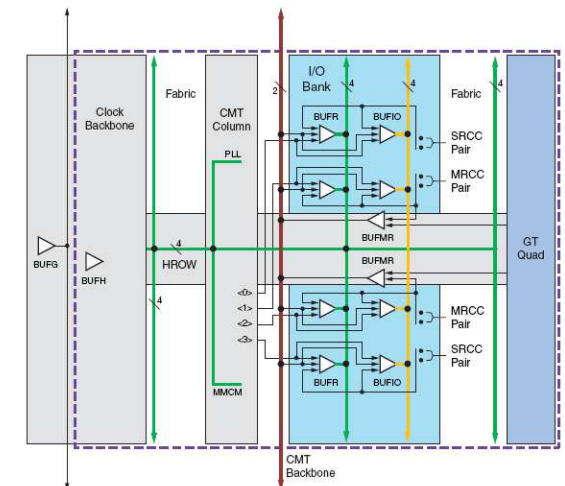 I/O
Bank
Clock
Backbone
Fabric
CMT
Column
2
4
4
Fabric
4
BUFR
BUFIO
SRCC
Pair
PLL
MRCC
Pair
BUFMR
BUFG
BUFH
4
HROW
BUFMR
GT
Quad
4
<0>
<1>
<2>
<3>
MRCC
Pair
SRCC
Pair
MMCM
BUFR
BUFIO
CMT
Backbone